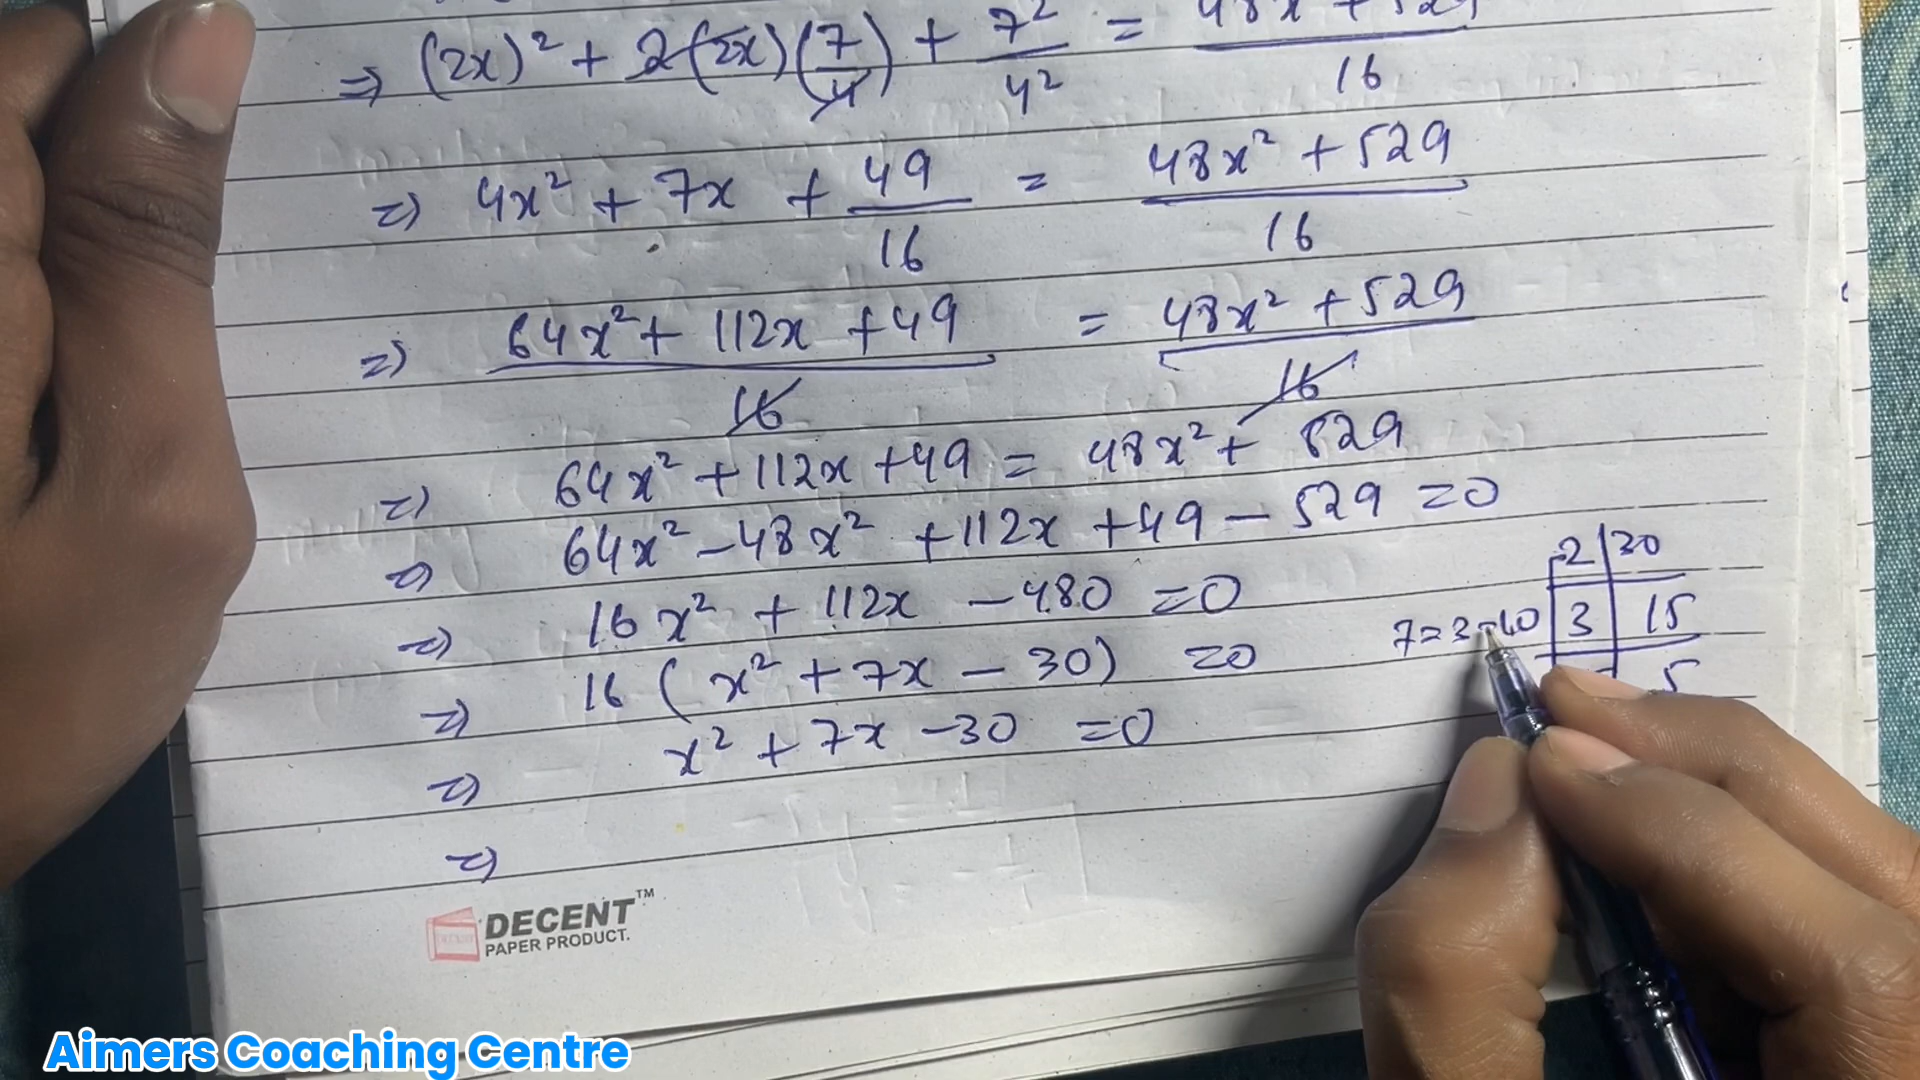 ⇒ (2x)² + 2(2x)(7/4) + 7²/4² = 48x² + 529/16
⇒ 4x² + 7x + 49/16 = 48x² + 529/16
⇒ 64x² + 112x + 49/16 = 48x² + 529/16
⇒ 64x² + 112x + 49 = 48x² + 529
⇒ 64x² - 48x² + 112x + 49 - 529 = 0
⇒ 16x² + 112x - 480 = 0
⇒ 16 (x² + 7x - 30) = 0
⇒ x² + 7x - 30 = 0
⇒
2 | 30
7 = 3 - 10
3 | 15
5
DECENT™
PAPER PRODUCT.
Aimers Coaching Centre